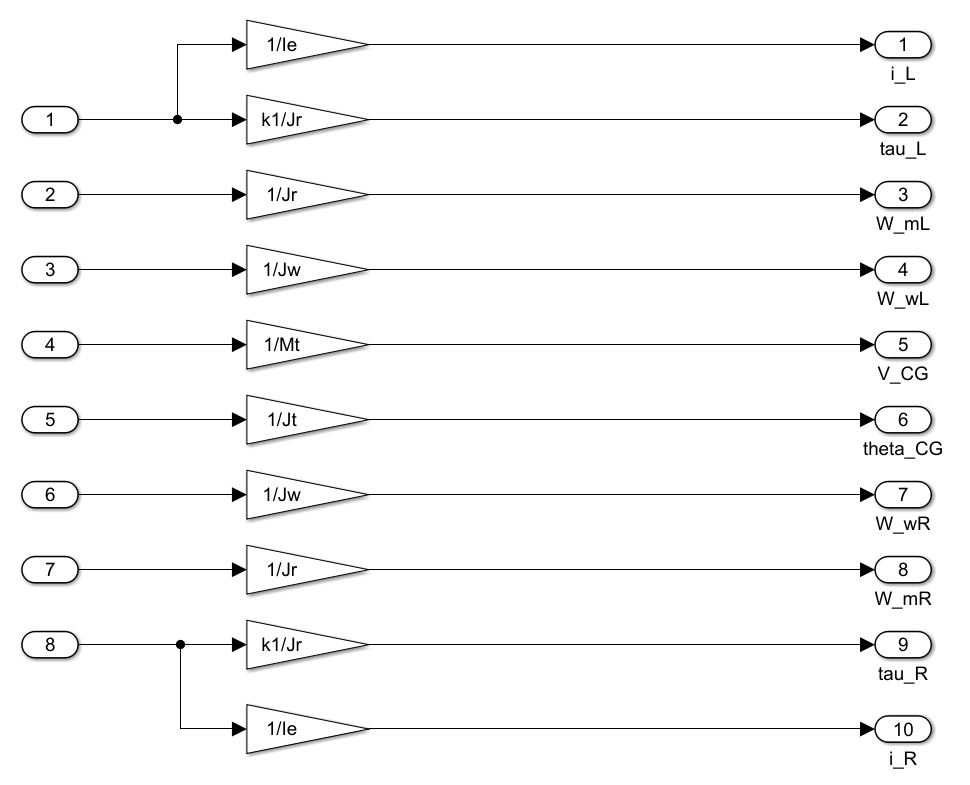 1/Ie
1
i_L
1
k1/Jr
2
tau_L
2
1/Jr
3
W_mL
3
1/Jw
4
W_wL
4
1/Mt
5
V_CG
5
1/Jt
6
theta_CG
6
1/Jw
7
W_wR
7
1/Jr
8
W_mR
8
k1/Jr
9
tau_R
1/Ie
10
i_R